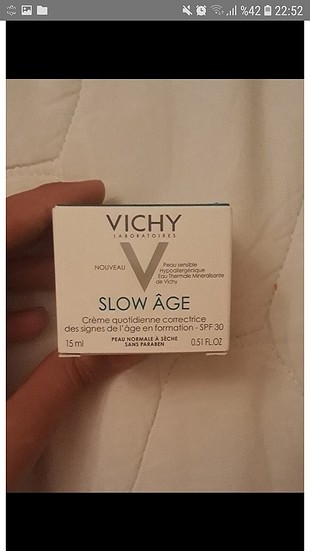 %42 22:52
VICHY
LABORATOIRES
NOUVEAU
Peau sensible
Hypoallergénique
Eau Thermale Minéralisante
de Vichy
SLOW ÂGE
Crème quotidienne correctrice
des signes de l'âge en formation - SPF 30
PEAU NORMALE À SÈCHE
SANS PARABEN
15 ml 0.51 FL.OZ